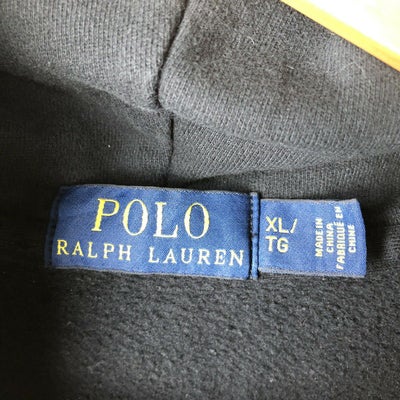 POLO
RALPH LAUREN
XL/
TG
MADE IN
CHINA
FABRIQUÉ EN
CHINE